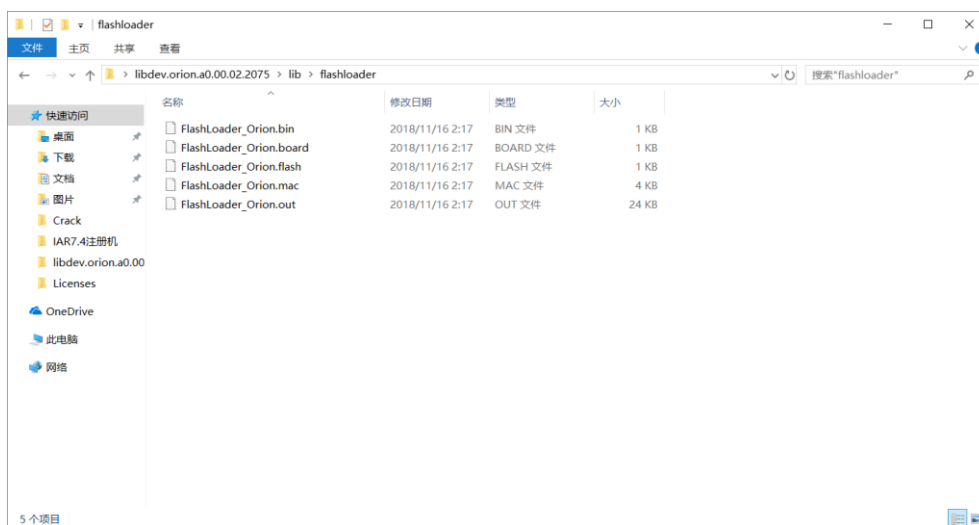 flashloader
文件 主页 共享 查看
libdev.orion.a0.00.02.2075 > lib > flashloader 搜索"flashloader"
名称 修改日期 类型 大小
快速访问
桌面
下载
文档
图片
Crack
IAR7.4注册机
libdev.orion.a0.00
Licenses
OneDrive
此电脑
网络
FlashLoader_Orion.bin 2018/11/16 2:17 BIN 文件 1 KB
FlashLoader_Orion.board 2018/11/16 2:17 BOARD 文件 1 KB
FlashLoader_Orion.flash 2018/11/16 2:17 FLASH 文件 1 KB
FlashLoader_Orion.mac 2018/11/16 2:17 MAC 文件 4 KB
FlashLoader_Orion.out 2018/11/16 2:17 OUT 文件 24 KB
5 个项目